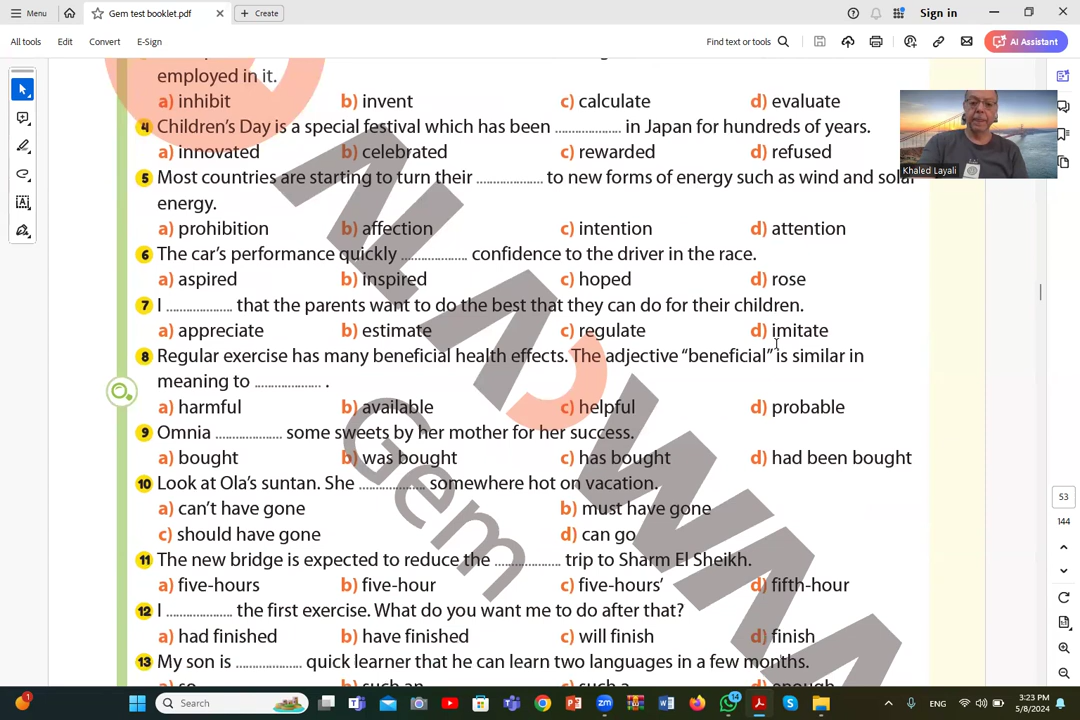 Menu
Gem test booklet.pdf
Create
Sign in
All tools
Edit
Convert
E-Sign
Find text or tools
AI Assistant
employed in it.
a) inhibit b) invent c) calculate d) evaluate
4 Children's Day is a special festival which has been .................... in Japan for hundreds of years.
a) innovated b) celebrated c) rewarded d) refused
5 Most countries are starting to turn their .................... to new forms of energy such as wind and solar
energy.
a) prohibition b) affection c) intention d) attention
6 The car's performance quickly .................... confidence to the driver in the race.
a) aspired b) inspired c) hoped d) rose
7 I .................... that the parents want to do the best that they can do for their children.
a) appreciate b) estimate c) regulate d) imitate
8 Regular exercise has many beneficial health effects. The adjective "beneficial" is similar in
meaning to .................... .
a) harmful b) available c) helpful d) probable
9 Omnia .................... some sweets by her mother for her success.
a) bought b) was bought c) has bought d) had been bought
10 Look at Ola's suntan. She .................... somewhere hot on vacation.
a) can't have gone b) must have gone
c) should have gone d) can go
11 The new bridge is expected to reduce the .................... trip to Sharm El Sheikh.
a) five-hours b) five-hour c) five-hours' d) fifth-hour
12 I .................... the first exercise. What do you want me to do after that?
a) had finished b) have finished c) will finish d) finish
13 My son is .................... quick learner that he can learn two languages in a few months.
a) so b) such an c) such a d) enough
Khaled Layali
Gem
53
144
Search
14
1
ENG
3:23 PM
5/8/2024